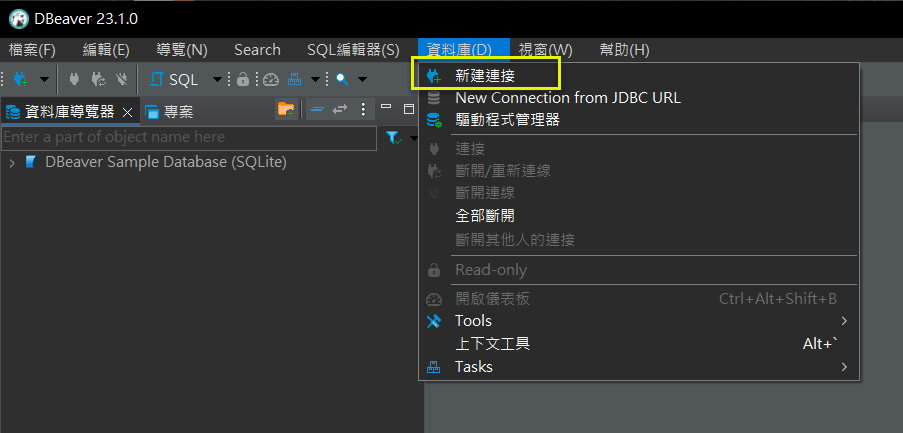 DBeaver 23.1.0
檔案(F) 編輯(E) 導覽(N) Search SQL編輯器(S) 資料庫(D) 視窗(W) 幫助(H)
SQL
資料庫導覽器 專案
Enter a part of object name here
DBeaver Sample Database (SQLite)
新建連接
New Connection from JDBC URL
驅動程式管理器
連接
斷開/重新連線
斷開連線
全部斷開
斷開其他人的連接
Read-only
開啟儀表板 Ctrl+Alt+Shift+B
Tools
上下文工具 Alt+`
Tasks